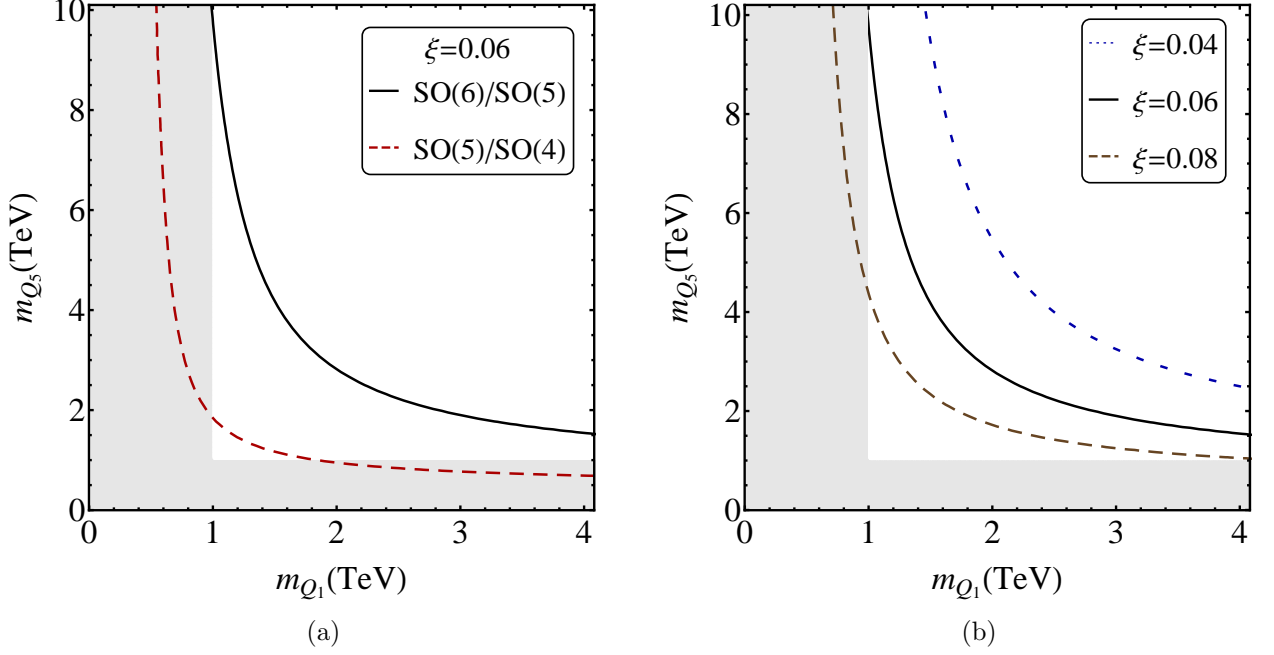 10
8
6
4
2
0
0
1
2
3
4
m_{Q_5}(TeV)
m_{Q_1}(TeV)
ξ=0.06
SO(6)/SO(5)
SO(5)/SO(4)
(a)
10
8
6
4
2
0
0
1
2
3
4
m_{Q_5}(TeV)
m_{Q_1}(TeV)
ξ=0.04
ξ=0.06
ξ=0.08
(b)